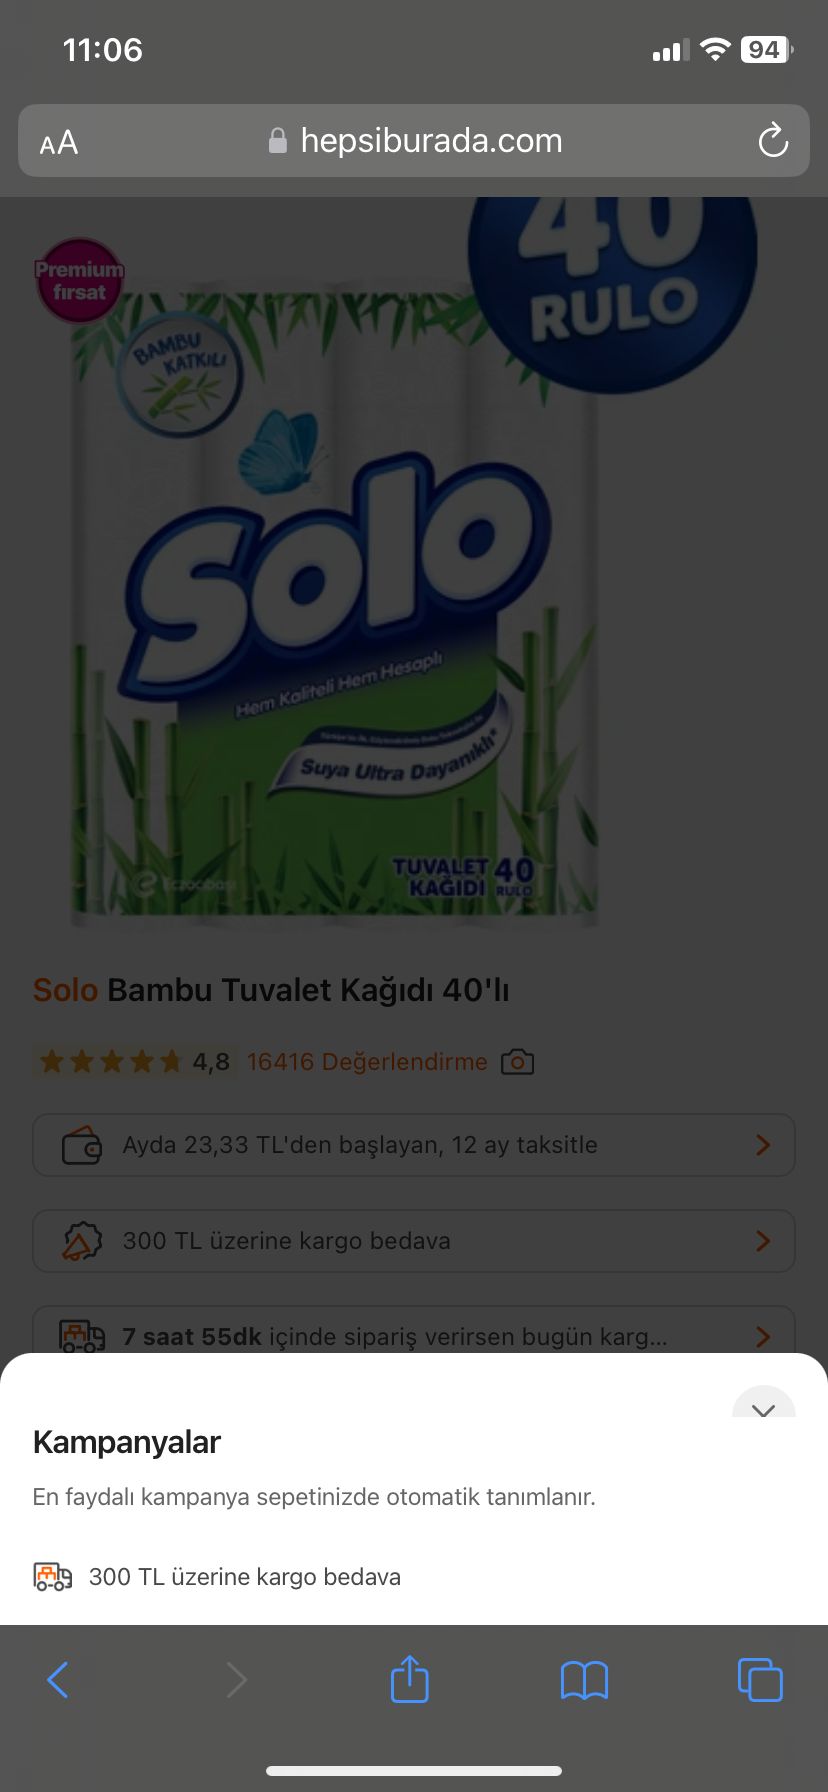 11:06
94
AA
hepsiburada.com
Premium
fırsat
40
RULO
BAMBU
KATKILI
Solo
Hem Kaliteli Hem Hesaplı
Suya Ultra Dayanıklı*
TUVALET 40
KAĞIDI RULO
Eczacıbaşı
Solo Bambu Tuvalet Kağıdı 40'lı
4,8 16416 Değerlendirme
Ayda 23,33 TL'den başlayan, 12 ay taksitle
300 TL üzerine kargo bedava
7 saat 55dk içinde sipariş verirsen bugün karg...
Kampanyalar
En faydalı kampanya sepetinizde otomatik tanımlanır.
300 TL üzerine kargo bedava